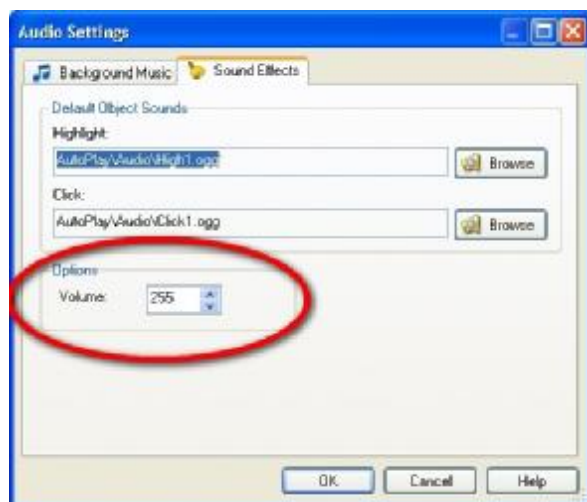 Audio Settings
Background Music
Sound Effects
Default Object Sounds
Highlight:
AutoPlay\Audio\High1.ogg
Browse
Click:
AutoPlay\Audio\Click1.ogg
Browse
Options
Volume:
255
OK
Cancel
Help